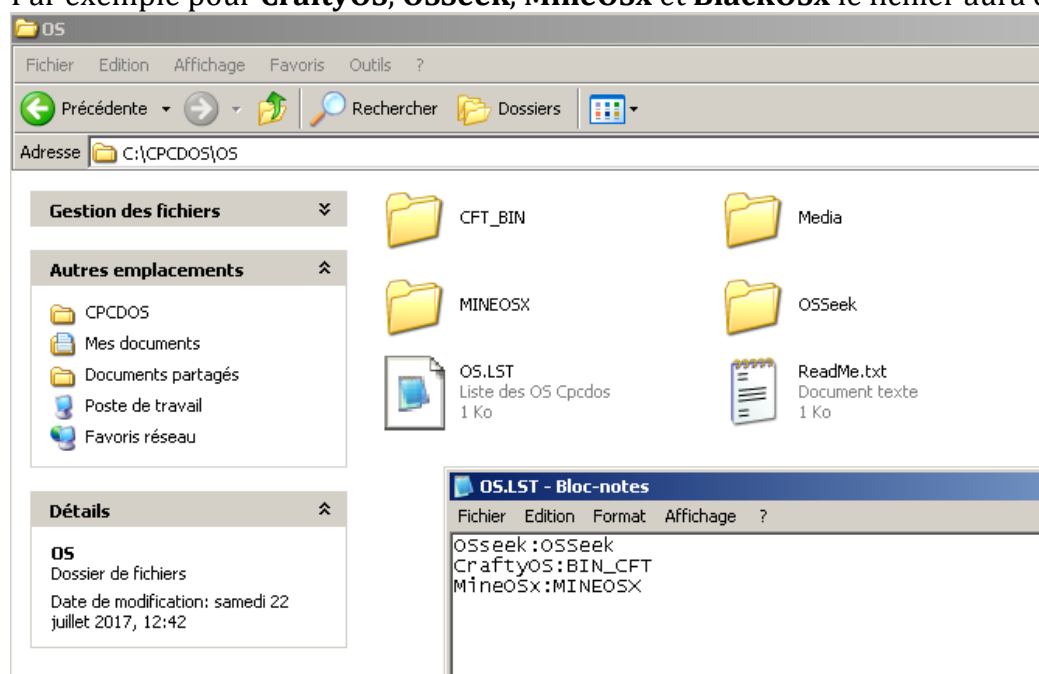 Par exemple pour CraftyOS, OSseek, MineOSx et BlackOSx le fichier aura
OS
Fichier Edition Affichage Favoris Outils ?
Précédente Rechercher Dossiers
Adresse C:\CPCDOS\OS
Gestion des fichiers
Autres emplacements
CPCDOS
Mes documents
Documents partagés
Poste de travail
Favoris réseau
Détails
OS
Dossier de fichiers
Date de modification: samedi 22
juillet 2017, 12:42
CFT_BIN
Media
MINEOSX
OSSeek
OS.LST
Liste des OS Cpcdos
1 Ko
ReadMe.txt
Document texte
1 Ko
OS.LST - Bloc-notes
Fichier Edition Format Affichage ?
OSseek:OSSeek
CraftyOS:BIN_CFT
MineOSx:MINEOSX